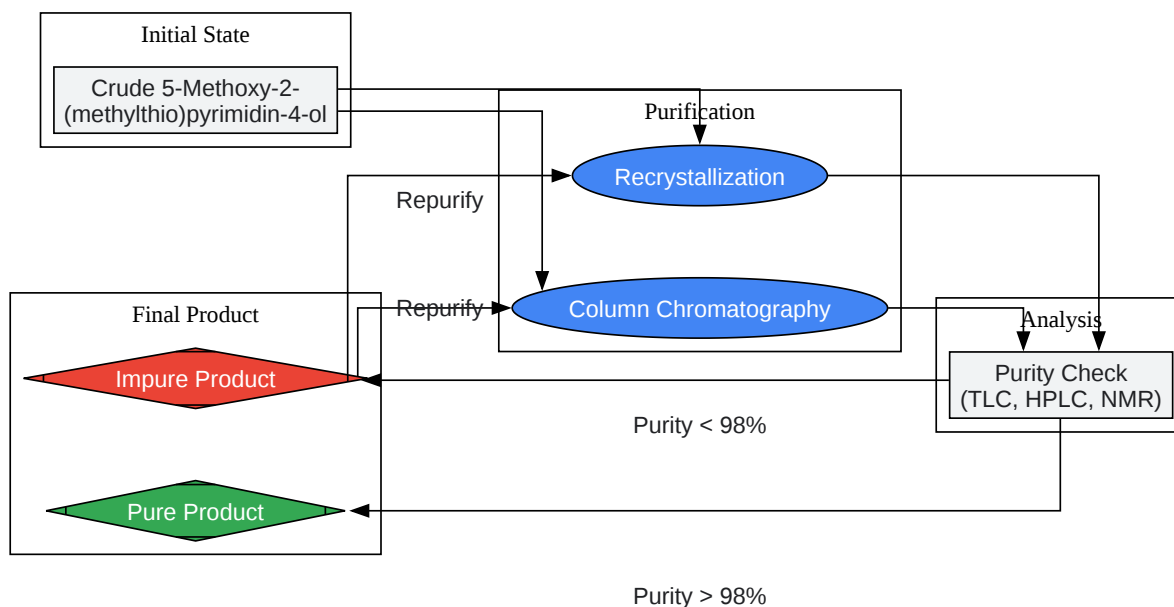 Initial State
Crude 5-Methoxy-2-
(methylthio)pyrimidin-4-ol
Purification
Recrystallization
Repurify
Column Chromatography
Repurify
Final Product
Impure Product
Analysis
Purity Check
(TLC, HPLC, NMR)
Purity < 98%
Pure Product
Purity > 98%